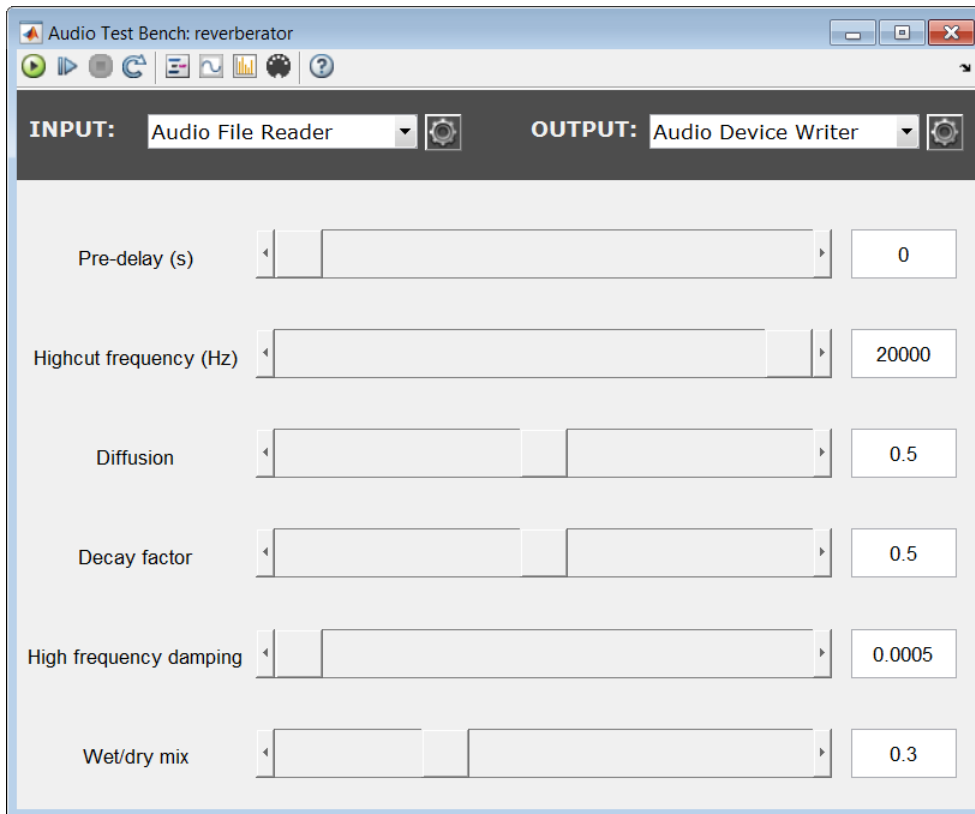 Audio Test Bench: reverberator
INPUT: Audio File Reader OUTPUT: Audio Device Writer
Pre-delay (s) 0
Highcut frequency (Hz) 20000
Diffusion 0.5
Decay factor 0.5
High frequency damping 0.0005
Wet/dry mix 0.3